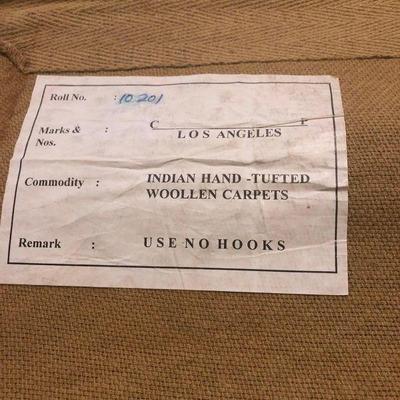 Roll No. : 10201
Marks & Nos. : C F
LOS ANGELES
Commodity : INDIAN HAND -TUFTED
WOOLLEN CARPETS
Remark : USE NO HOOKS